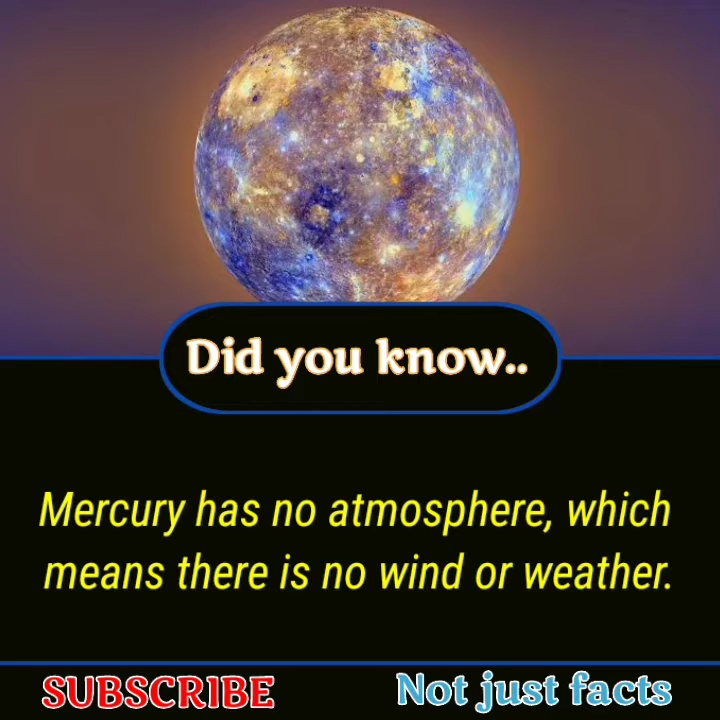 Did you know..
Mercury has no atmosphere, which
means there is no wind or weather.
SUBSCRIBE
Not just facts